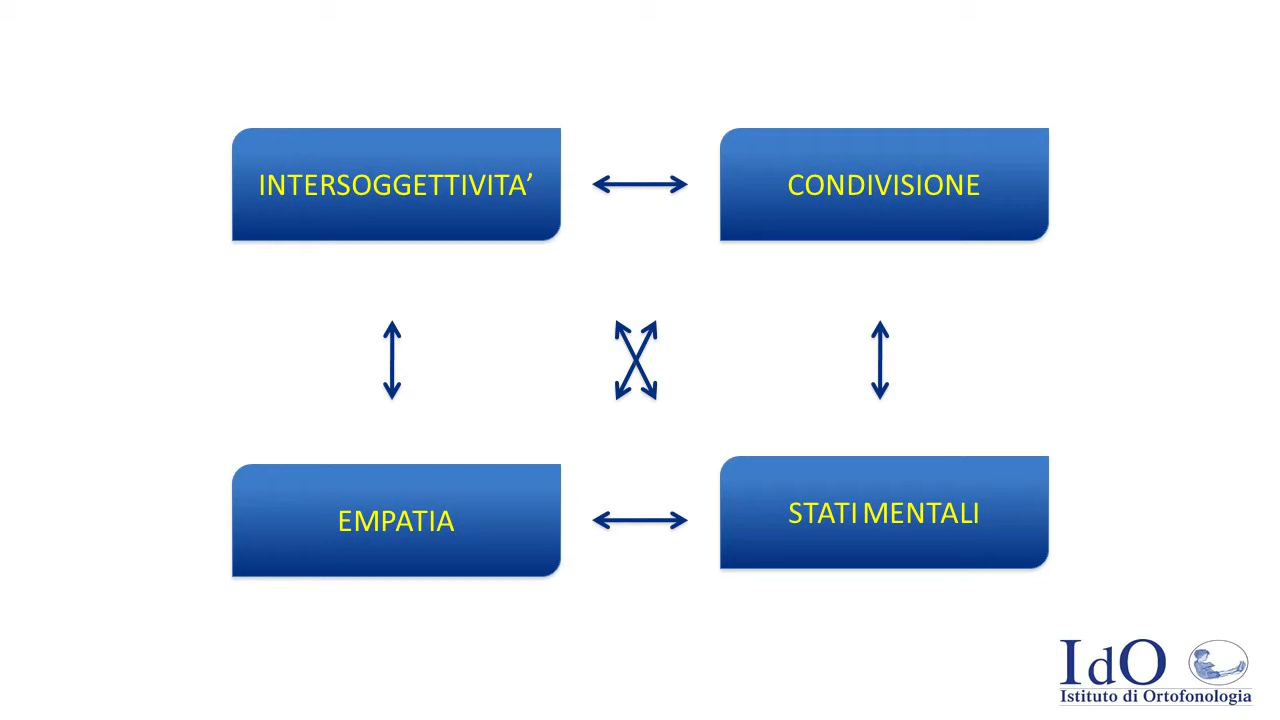 INTERSOGGETTIVITA’
CONDIVISIONE
EMPATIA
STATI MENTALI
IdO
Istituto di Ortofonologia